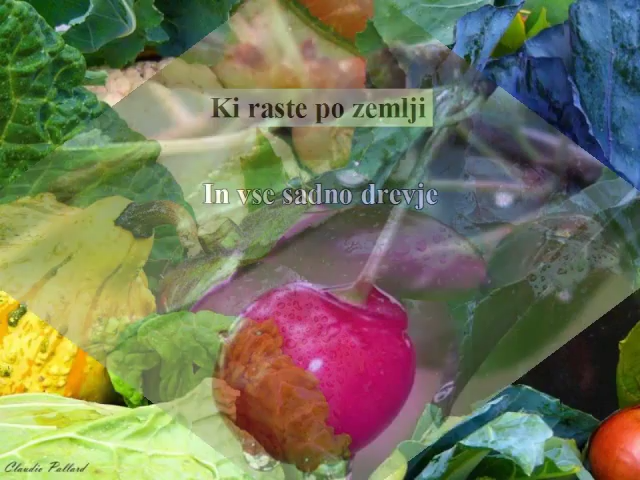 Ki raste po zemlji
In vse sadno drevje
Claudie Pallard